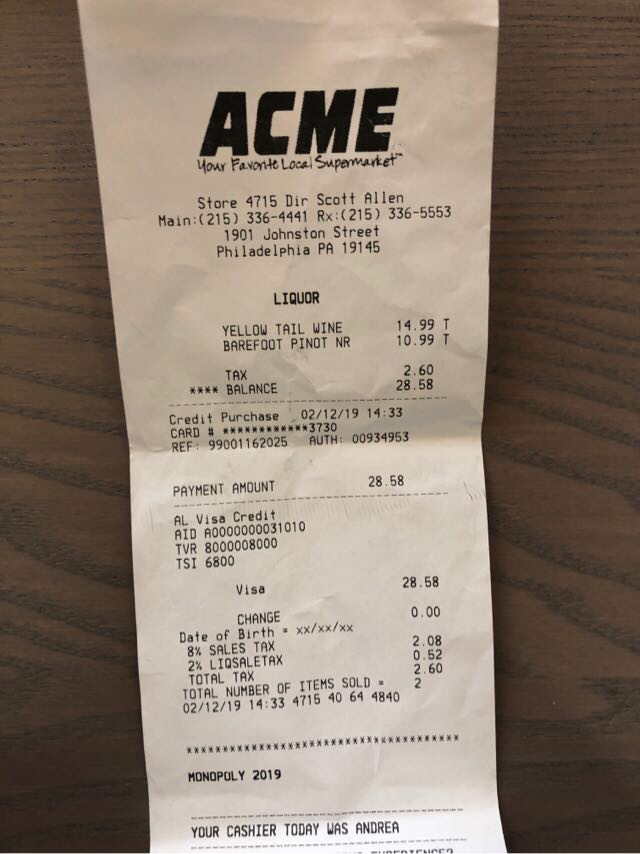 ACME
Your Favorite Local Supermarket™
Store 4715 Dir Scott Allen
Main:(215) 336-4441 Rx:(215) 336-5553
1901 Johnston Street
Philadelphia PA 19145
LIQUOR
YELLOW TAIL WINE 14.99 T
BAREFOOT PINOT NR 10.99 T
TAX 2.60
**** BALANCE 28.58
Credit Purchase 02/12/19 14:33
CARD # ************3730
REF: 99001162025 AUTH: 00934953
PAYMENT AMOUNT 28.58
AL Visa Credit
AID A0000000031010
TVR 8000008000
TSI 6800
Visa 28.58
CHANGE 0.00
Date of Birth = xx/xx/xx
8% SALES TAX 2.08
2% LIQSALETAX 0.52
TOTAL TAX 2.60
TOTAL NUMBER OF ITEMS SOLD = 2
02/12/19 14:33 4715 40 64 4840
**************************************
MONOPOLY 2019
YOUR CASHIER TODAY WAS ANDREA